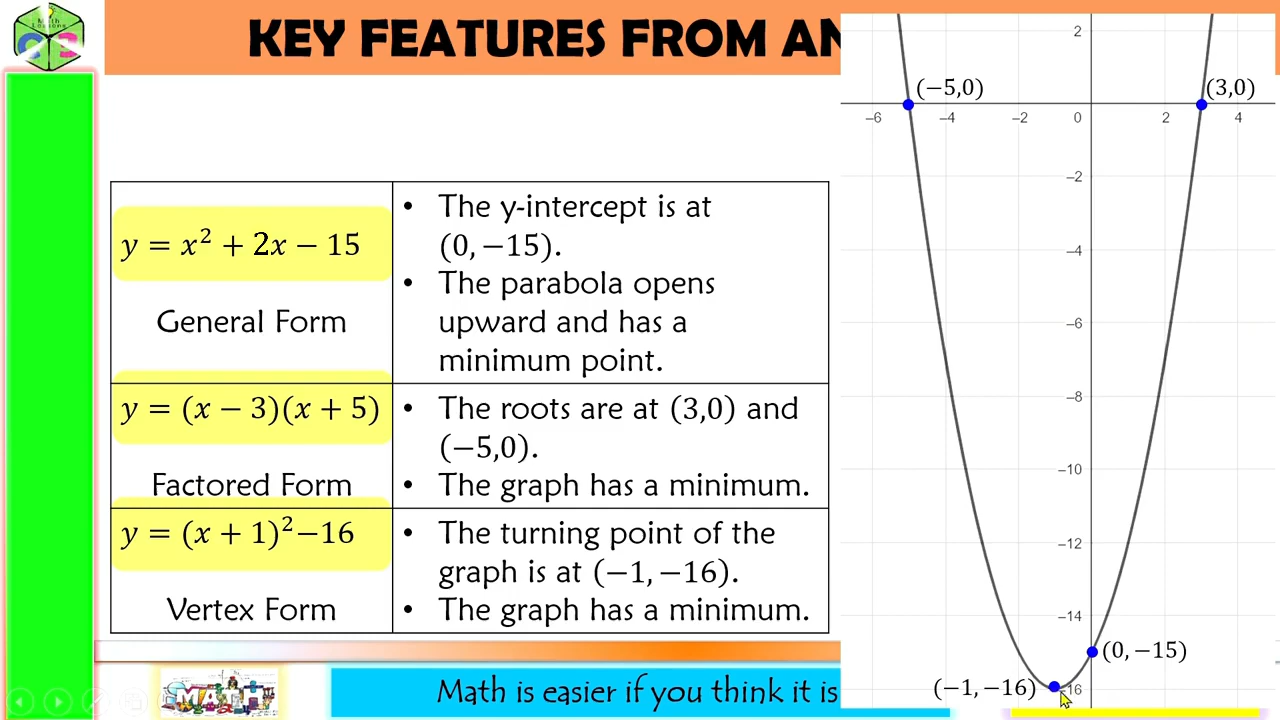 KEY FEATURES FROM AN
y = x² + 2x − 15
General Form
• The y-intercept is at
(0, −15).
• The parabola opens
upward and has a
minimum point.
y = (x − 3)(x + 5)
Factored Form
• The roots are at (3,0) and
(−5,0).
• The graph has a minimum.
y = (x + 1)²−16
Vertex Form
• The turning point of the
graph is at (−1, −16).
• The graph has a minimum.
2
(−5,0)
(3,0)
−6 −4 −2 0 2 4
−2
−4
−6
−8
−10
−12
−14
(0, −15)
(−1, −16)
−16
MATH
Math is easier if you think it is